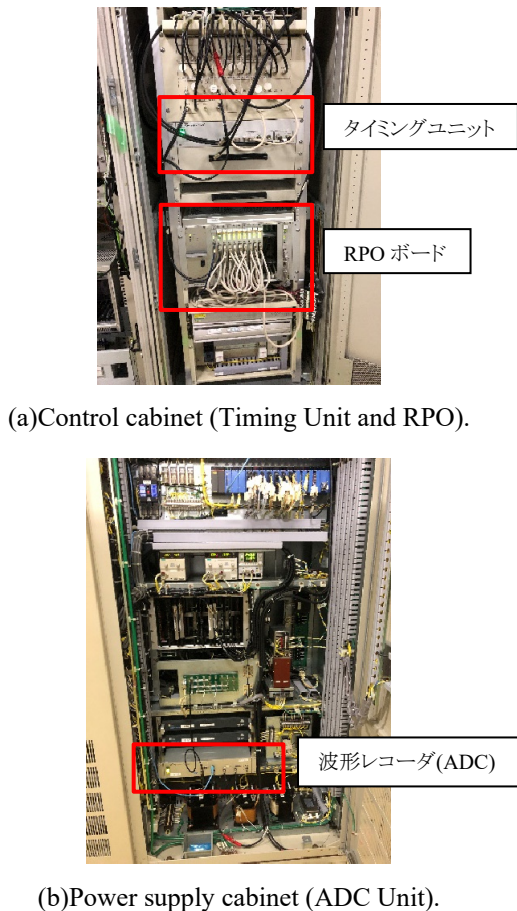 タイミングユニット
RPO ボード
(a)Control cabinet (Timing Unit and RPO).
波形レコーダ(ADC)
(b)Power supply cabinet (ADC Unit).